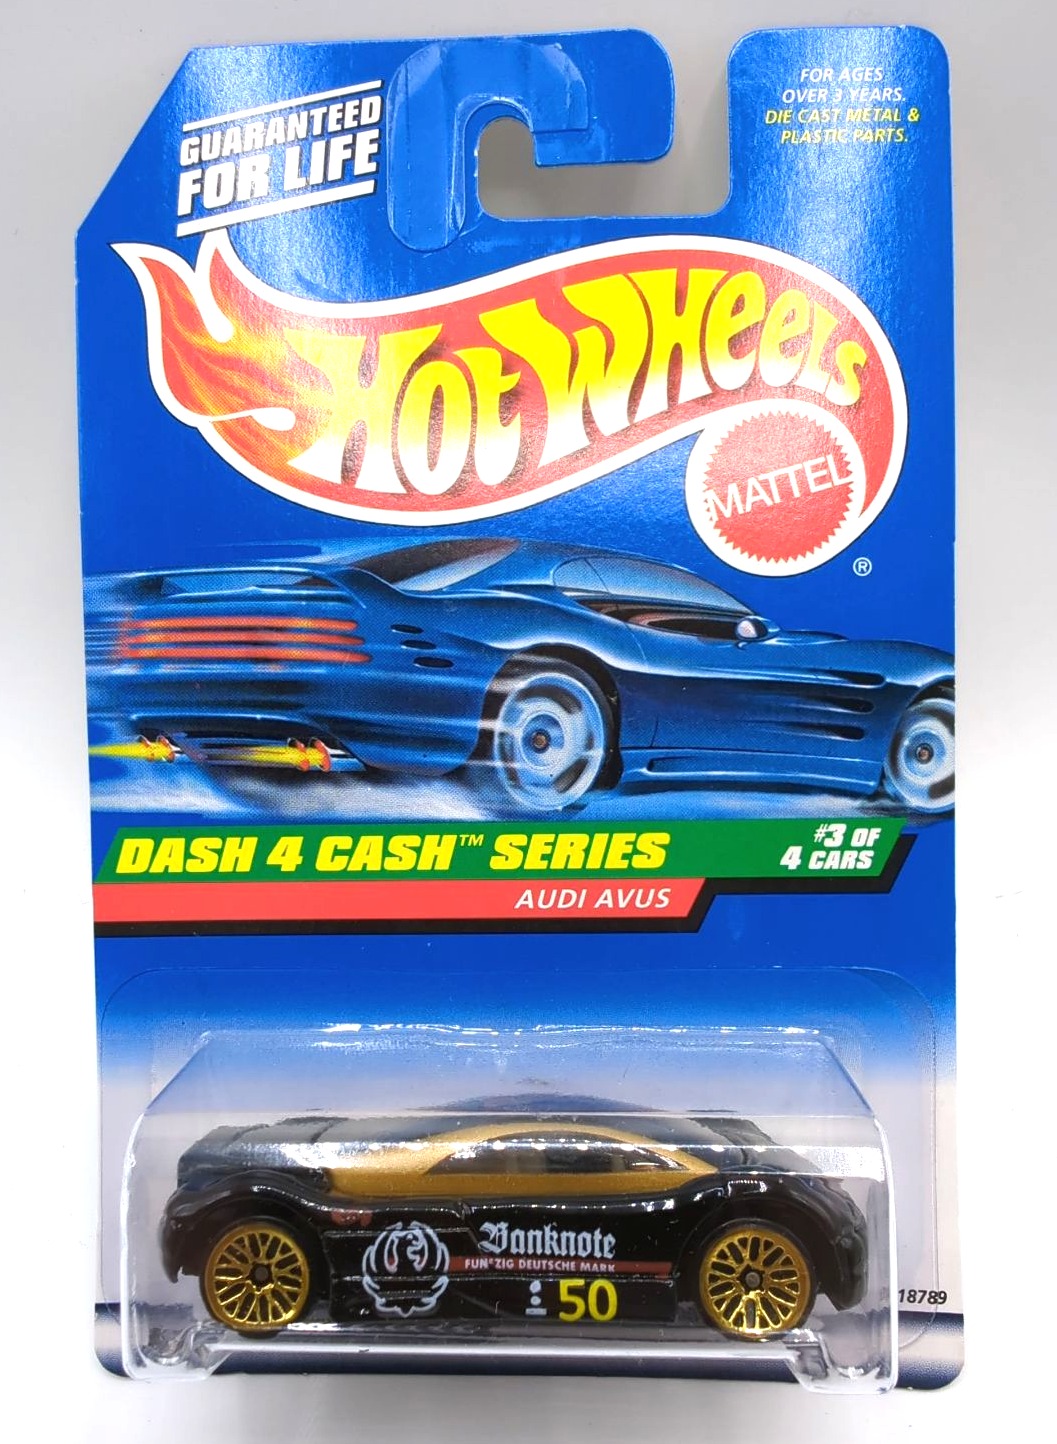 GUARANTEED
FOR LIFE
FOR AGES
OVER 3 YEARS.
DIE CAST METAL &
PLASTIC PARTS.
HOT WHEELS
MATTEL
®
DASH 4 CASH™ SERIES
#3 OF
4 CARS
AUDI AVUS
Banknote
FUNFZIG DEUTSCHE MARK
50
18789